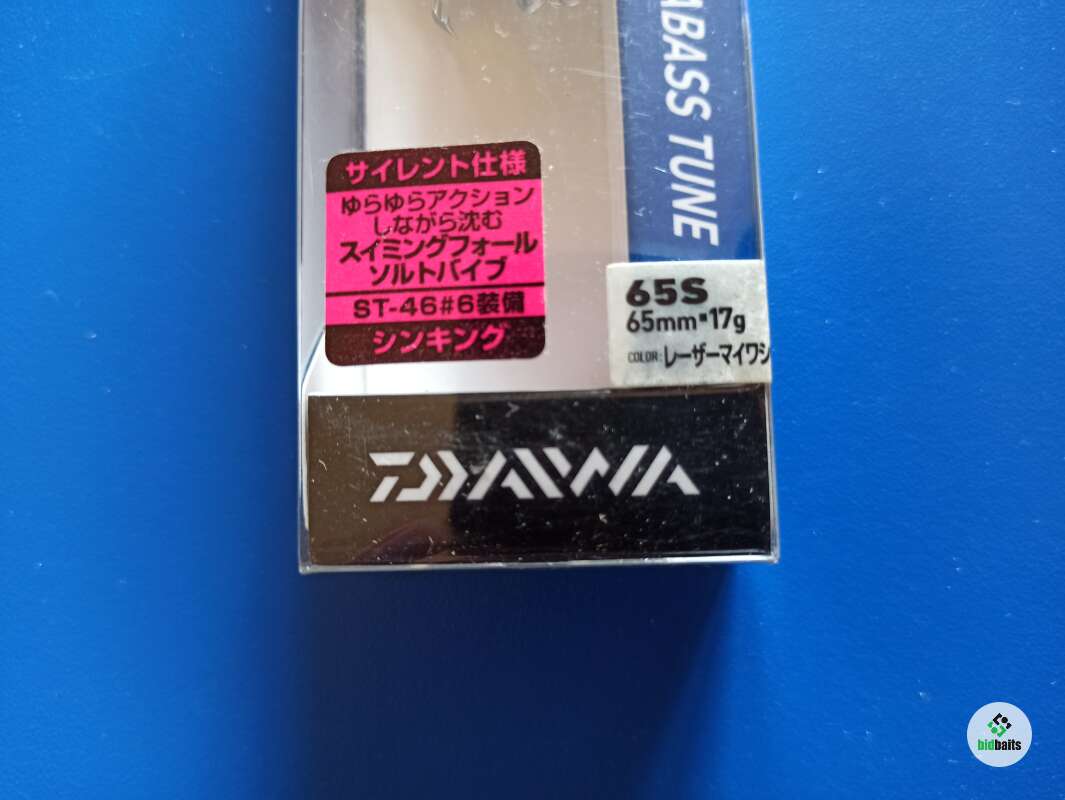 ABASS TUNE
サイレント仕様
ゆらゆらアクション
しながら沈む
スイミングフォール
ソルトバイブ
ST-46#6装備
シンキング
65S
65mm▪17g
COLOR:レーザーマイワシ
DAIWA
bidbaits